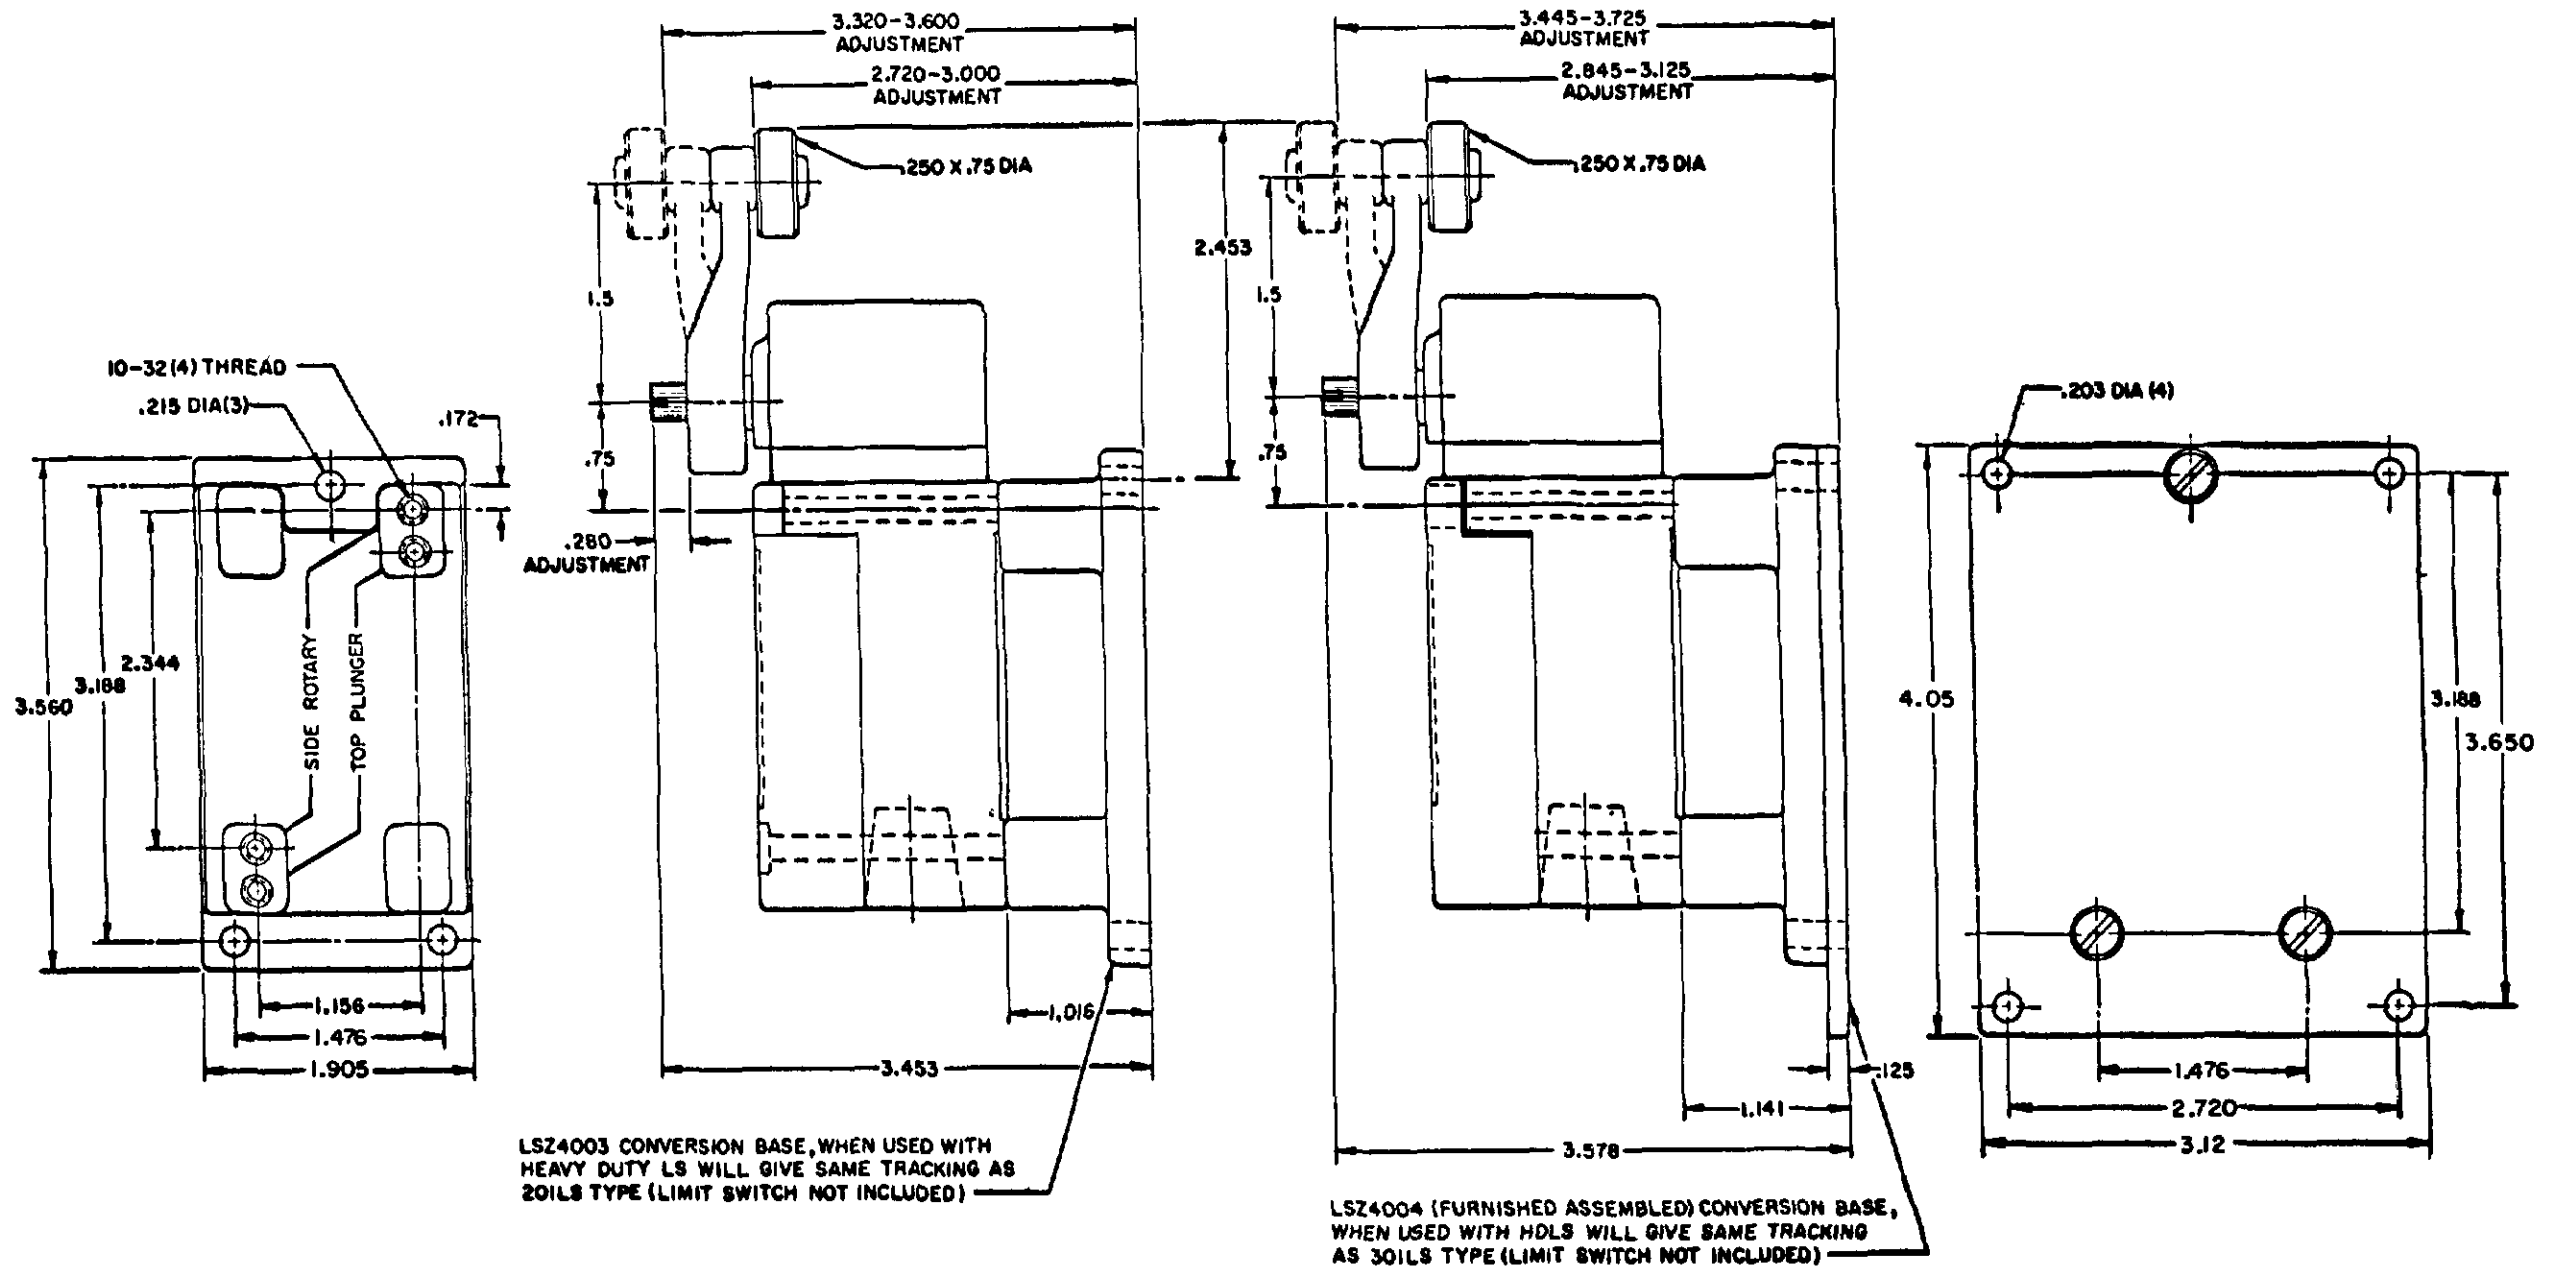 3.320-3.600
ADJUSTMENT
2.720-3.000
ADJUSTMENT
3.445-3.725
ADJUSTMENT
2.845-3.125
ADJUSTMENT
.250 X .75 DIA
.250 X .75 DIA
2.453
1.5
1.5
10-32(4) THREAD
.215 DIA(3)
.172
.75
.75
.203 DIA (4)
.280
ADJUSTMENT
SIDE ROTARY
TOP PLUNGER
2.344
3.188
3.560
4.05
3.188
3.650
1.156
1.476
1.905
1.016
3.453
.125
1.141
3.578
1.476
2.720
3.12
LSZ4003 CONVERSION BASE, WHEN USED WITH
HEAVY DUTY LS WILL GIVE SAME TRACKING AS
201LS TYPE (LIMIT SWITCH NOT INCLUDED)
LSZ4004 (FURNISHED ASSEMBLED) CONVERSION BASE,
WHEN USED WITH HDLS WILL GIVE SAME TRACKING
AS 301LS TYPE (LIMIT SWITCH NOT INCLUDED)